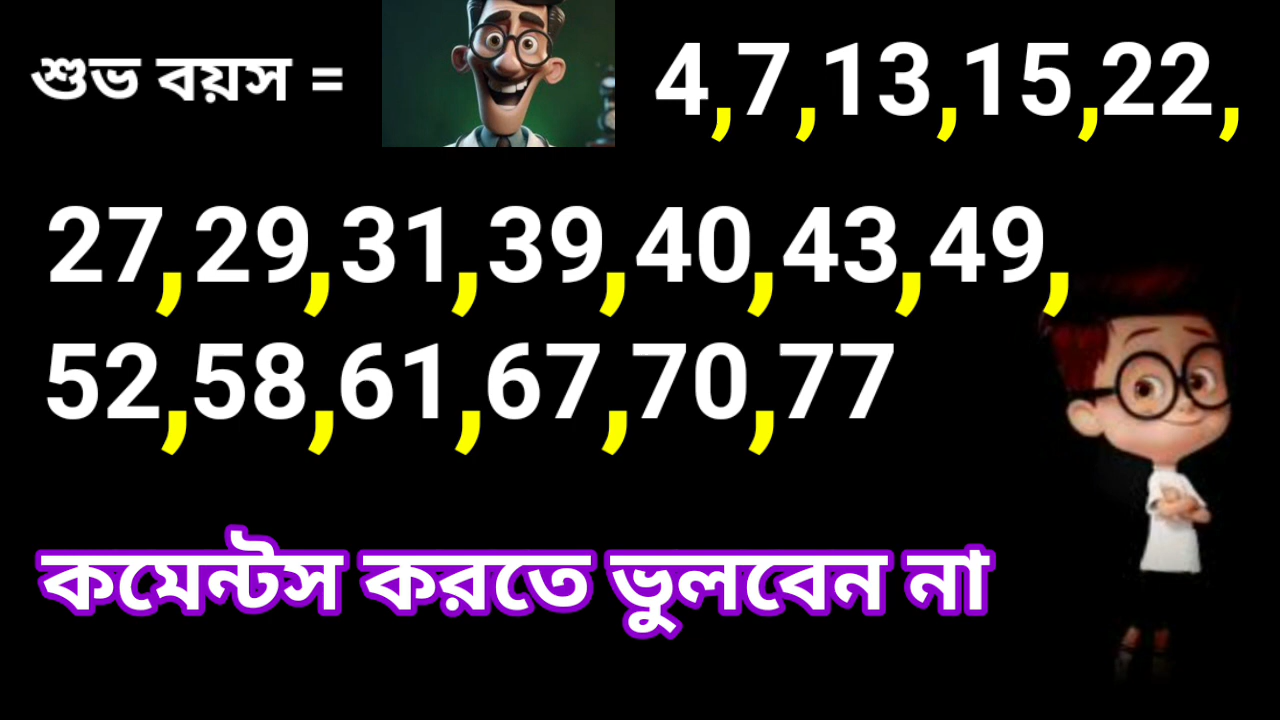 শুভ বয়স = 4,7,13,15,22,
27,29,31,39,40,43,49,
52,58,61,67,70,77
কমেন্টস করতে ভুলবেন না